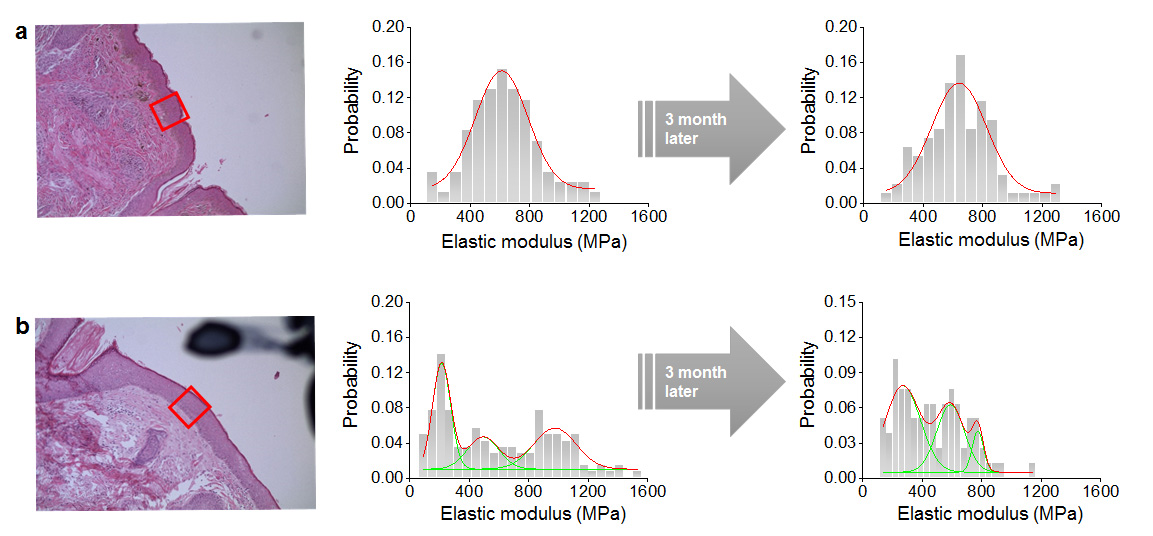 a
0.20
0.16
0.12
0.08
0.04
0.00
Probability
0 400 800 1200 1600
Elastic modulus (MPa)
3 month
later
0.20
0.16
0.12
0.08
0.04
0.00
Probability
0 400 800 1200 1600
Elastic modulus (MPa)
b
0.20
0.16
0.12
0.08
0.04
0.00
Probability
0 400 800 1200 1600
Elastic modulus (MPa)
3 month
later
0.15
0.12
0.09
0.06
0.03
0.00
Probability
0 400 800 1200 1600
Elastic modulus (MPa)